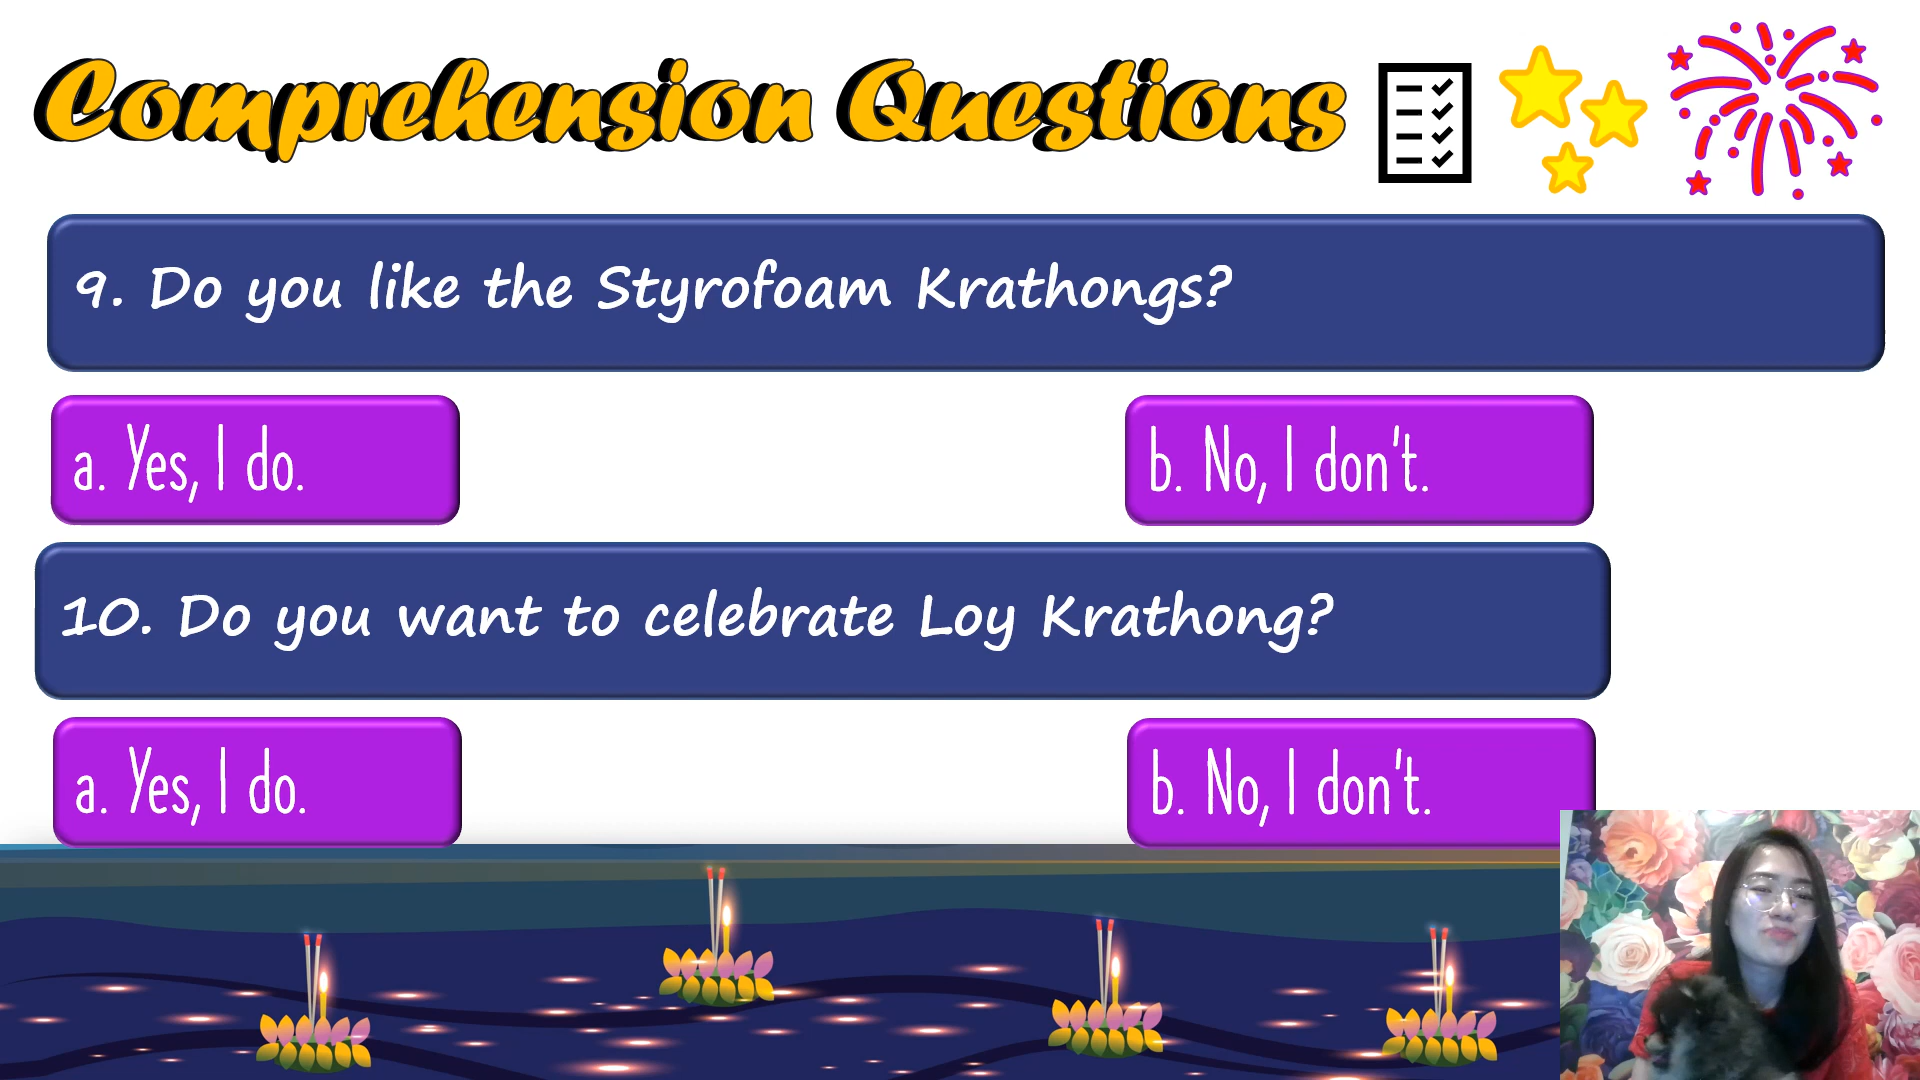 Comprehension Questions
9. Do you like the Styrofoam Krathongs?
a. Yes, I do.
b. No, I don't.
10. Do you want to celebrate Loy Krathong?
a. Yes, I do.
b. No, I don't.